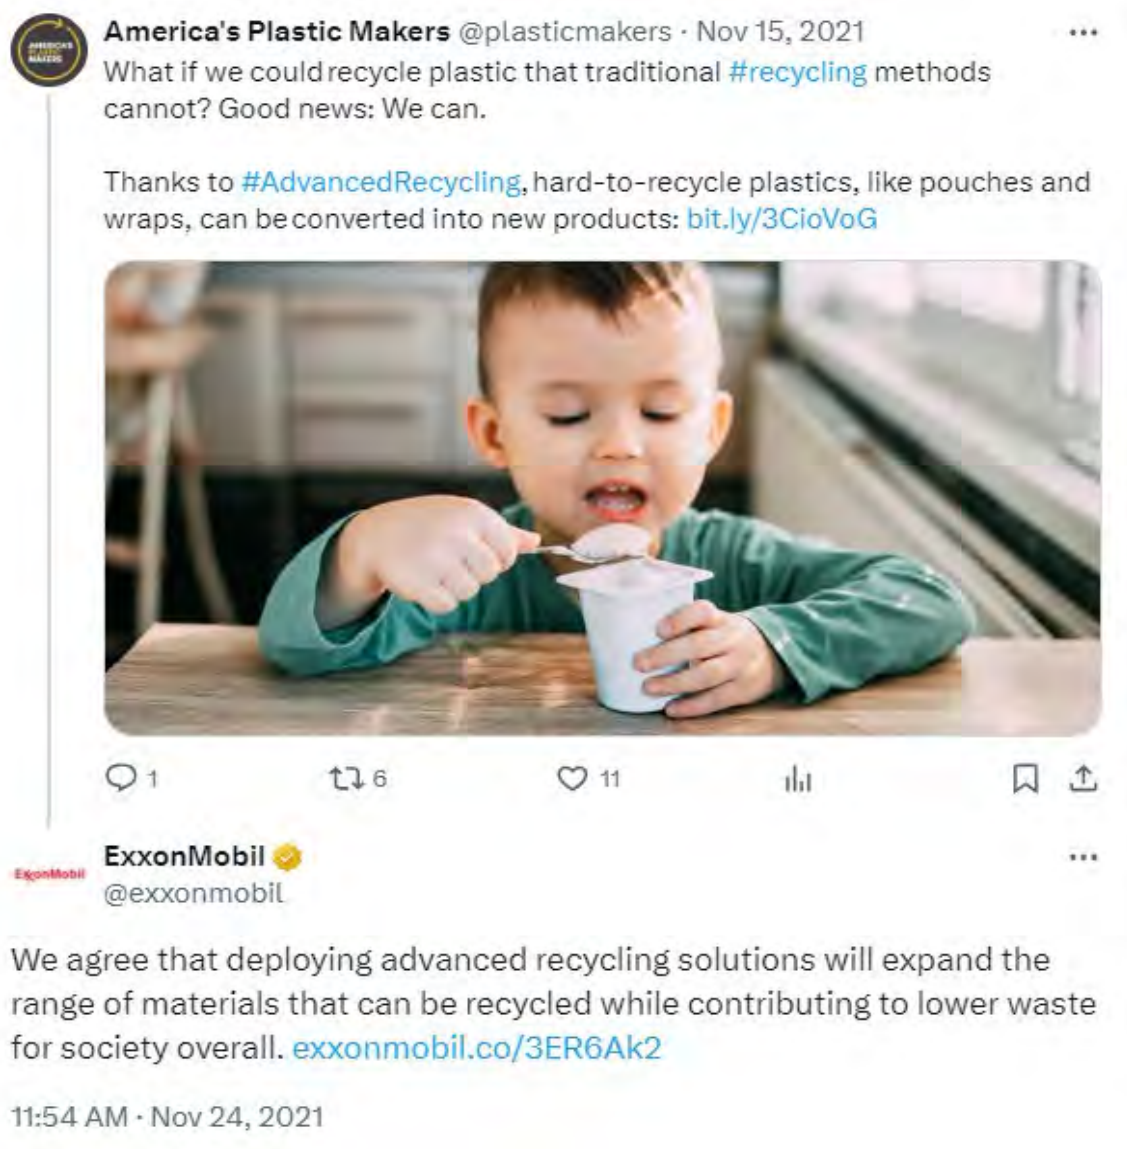 AMERICA'S
PLASTIC
MAKERS
America's Plastic Makers @plasticmakers · Nov 15, 2021
What if we could recycle plastic that traditional #recycling methods
cannot? Good news: We can.
Thanks to #AdvancedRecycling, hard-to-recycle plastics, like pouches and
wraps, can be converted into new products: bit.ly/3CioVoG
1 6 11
ExxonMobil
ExxonMobil
@exxonmobil
We agree that deploying advanced recycling solutions will expand the
range of materials that can be recycled while contributing to lower waste
for society overall. exxonmobil.co/3ER6Ak2
11:54 AM · Nov 24, 2021